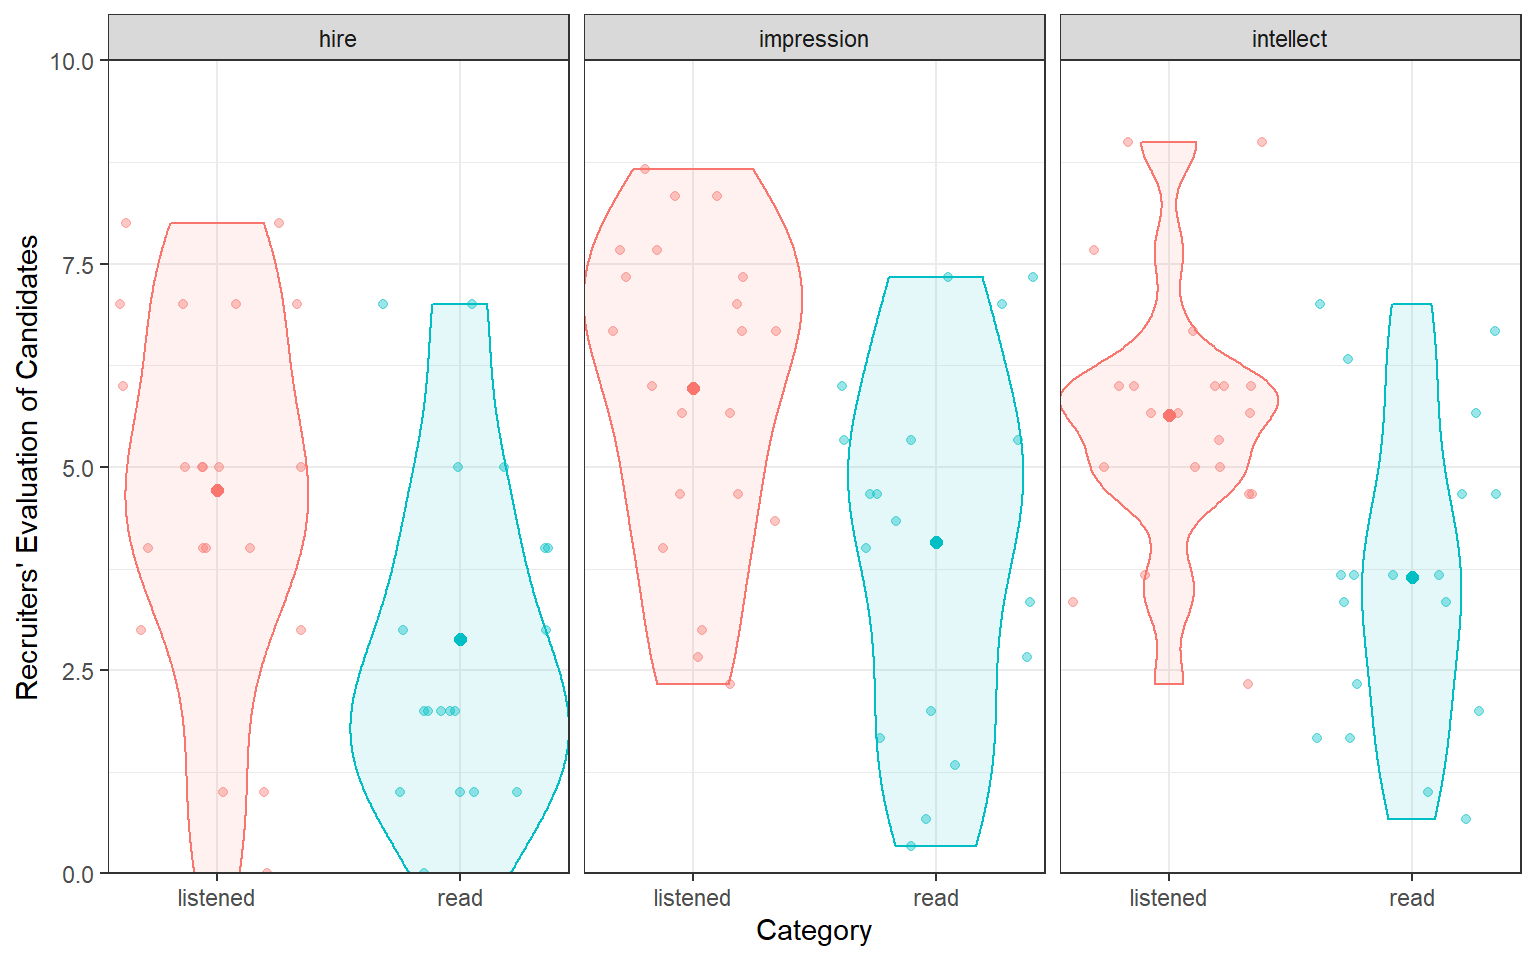 hire impression intellect
Recruiters' Evaluation of Candidates
10.0
7.5
5.0
2.5
0.0
listened read listened read listened read
Category